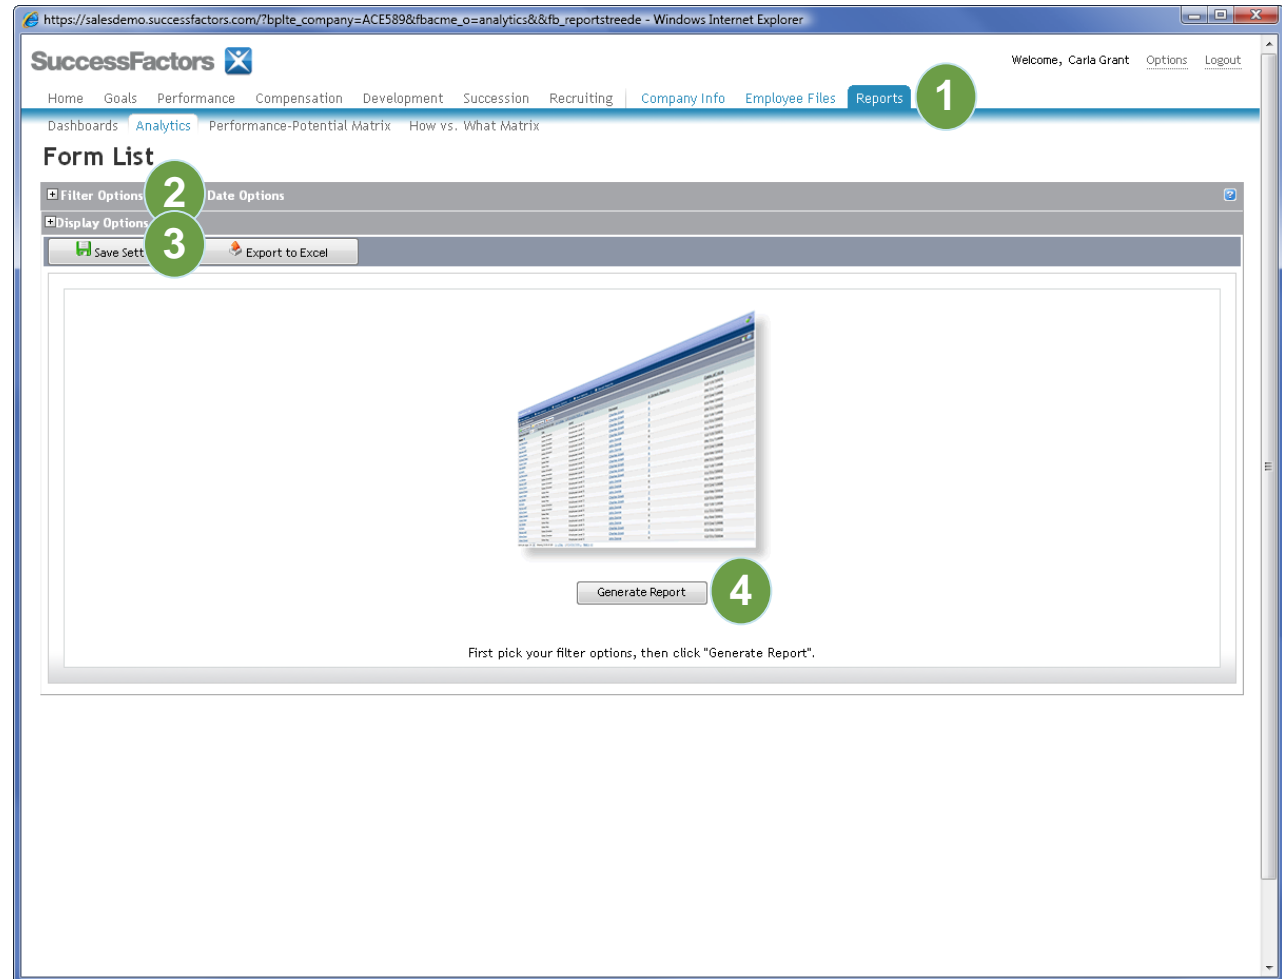 https://salesdemo.successfactors.com/?bplte_company=ACE589&fbacme_o=analytics&&fb_reportstreede - Windows Internet Explorer
SuccessFactors
Welcome, Carla Grant Options Logout
Home Goals Performance Compensation Development Succession Recruiting Company Info Employee Files Reports 1
Dashboards Analytics Performance-Potential Matrix How vs. What Matrix
Form List
Filter Options 2 Date Options
Display Options
Save Sett 3 Export to Excel
Generate Report 4
First pick your filter options, then click "Generate Report".